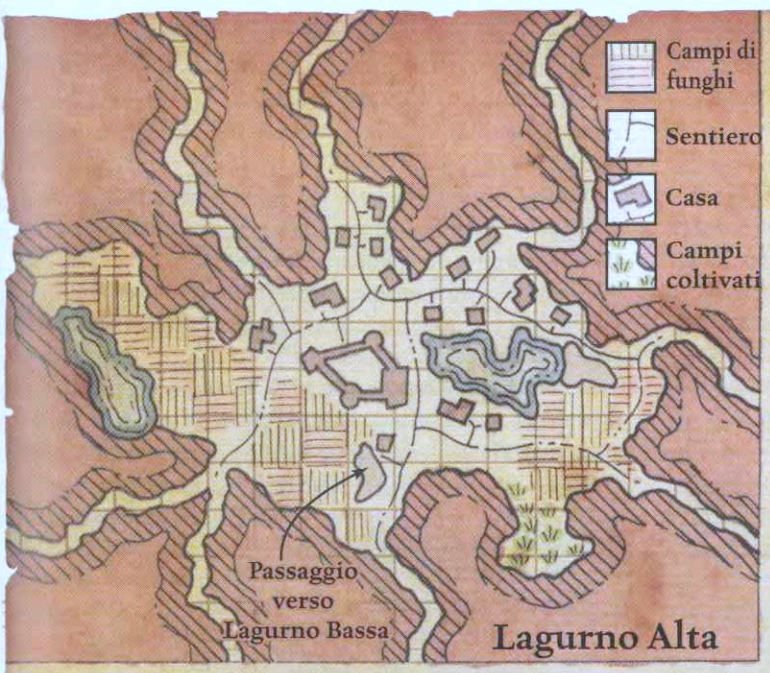 Campi di
funghi
Sentiero
Casa
Campi
coltivati
Passaggio
verso
Lagurno Bassa
Lagurno Alta